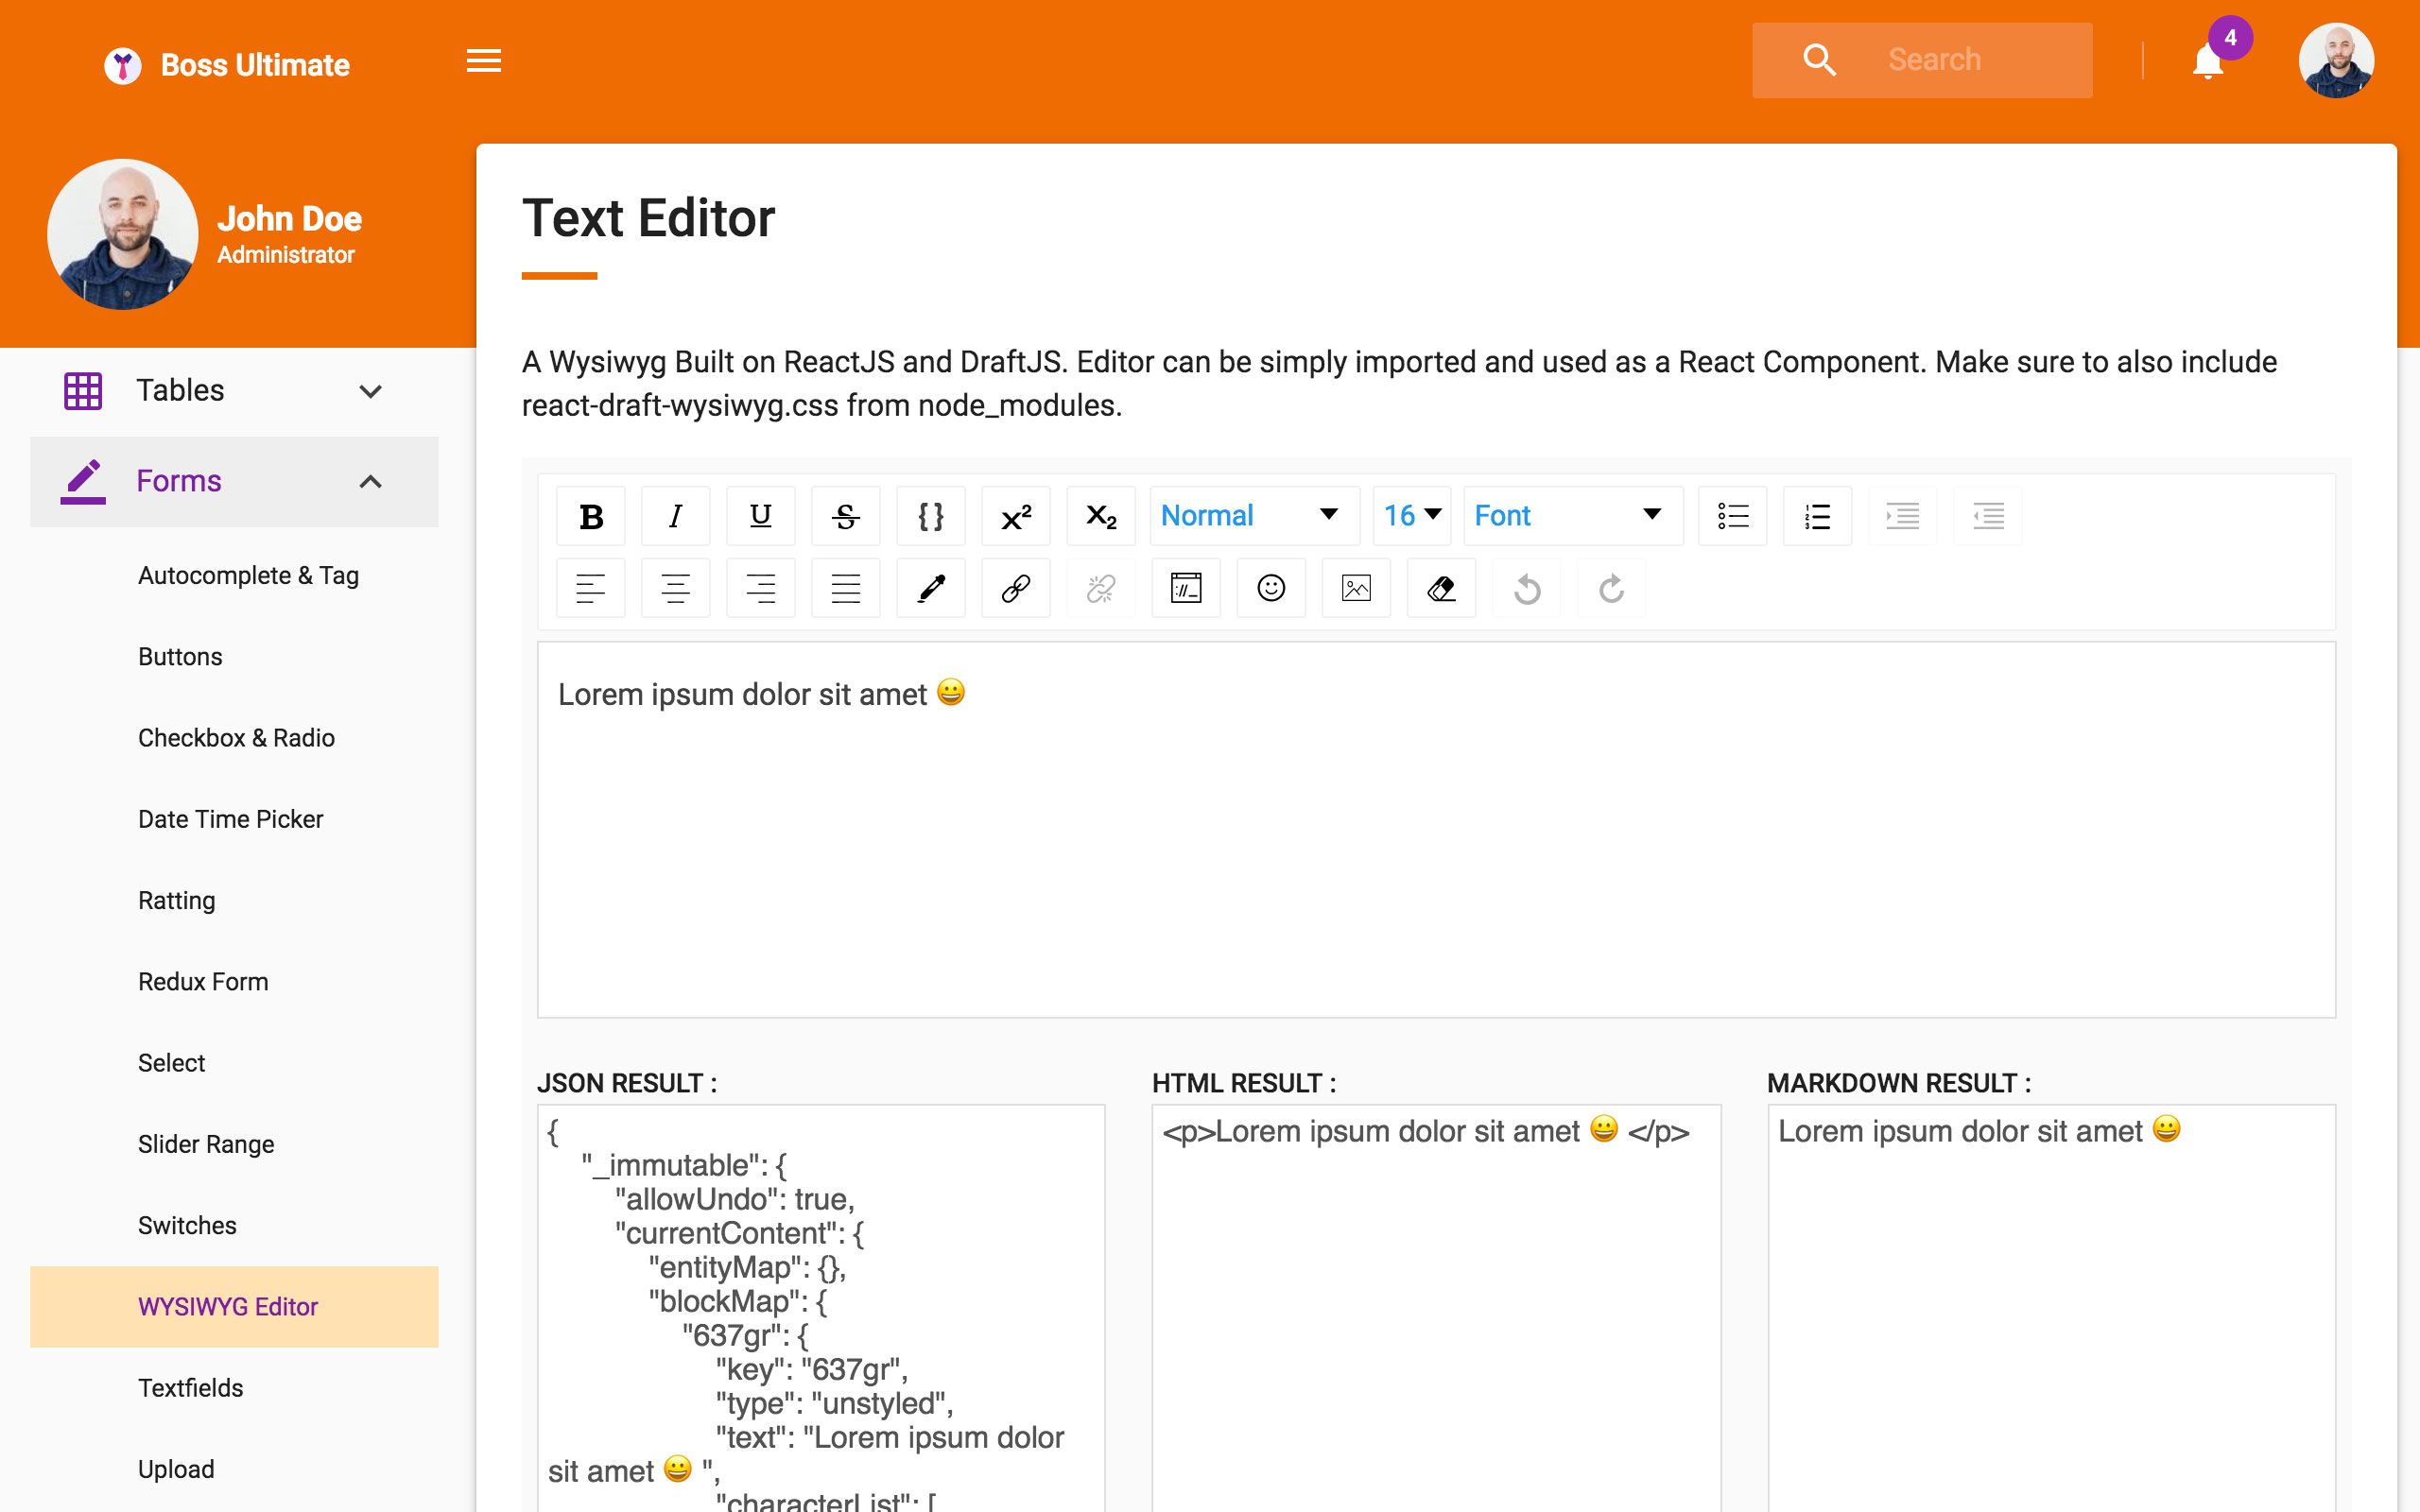 Boss Ultimate
Search
4
John Doe
Administrator
Tables
Forms
Autocomplete & Tag
Buttons
Checkbox & Radio
Date Time Picker
Ratting
Redux Form
Select
Slider Range
Switches
WYSIWYG Editor
Textfields
Upload
Text Editor
A Wysiwyg Built on ReactJS and DraftJS. Editor can be simply imported and used as a React Component. Make sure to also include
react-draft-wysiwyg.css from node_modules.
B I U S {} x² x₂ Normal 16 Font
Lorem ipsum dolor sit amet 😀
JSON RESULT :
{
"_immutable": {
"allowUndo": true,
"currentContent": {
"entityMap": {},
"blockMap": {
"637gr": {
"key": "637gr",
"type": "unstyled",
"text": "Lorem ipsum dolor
sit amet 😀 ",
"characterList": [
HTML RESULT :
<p>Lorem ipsum dolor sit amet 😀 </p>
MARKDOWN RESULT :
Lorem ipsum dolor sit amet 😀